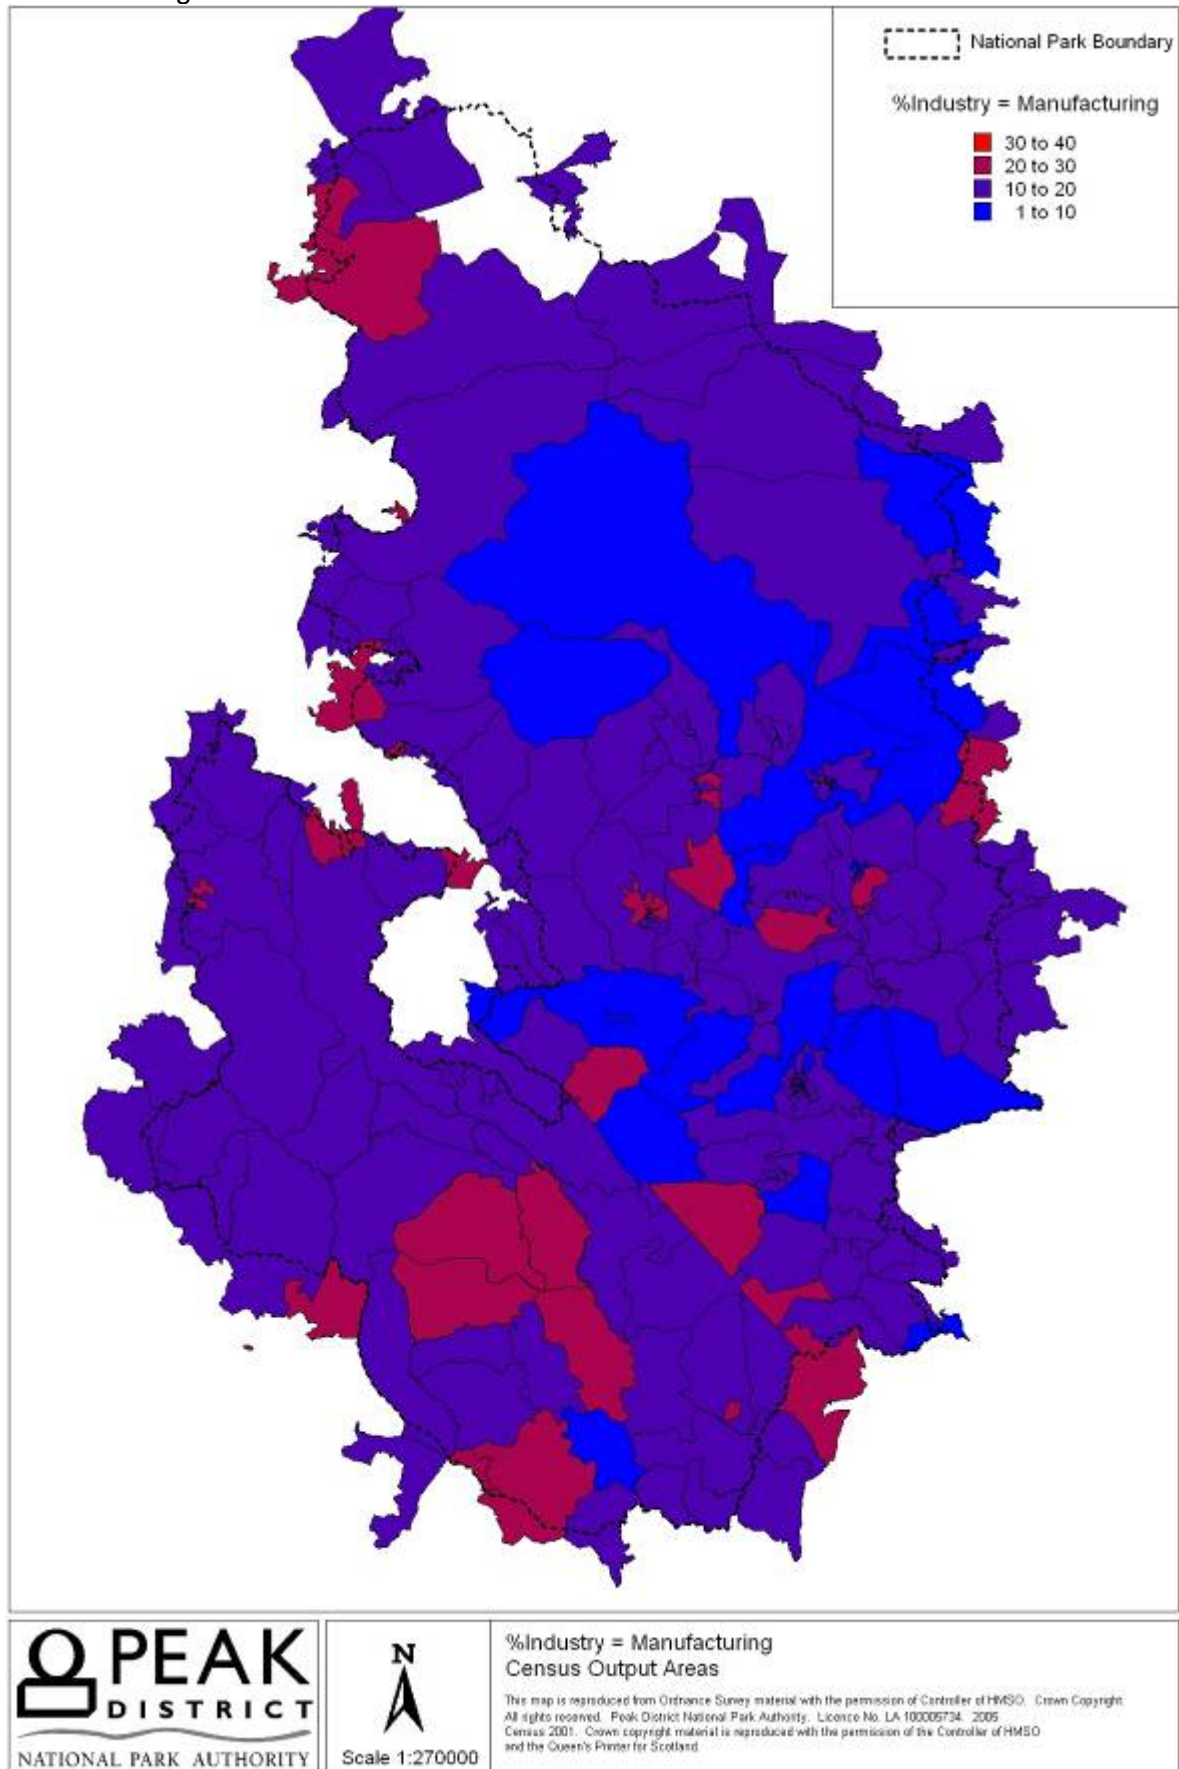 National Park Boundary
%Industry = Manufacturing
30 to 40
20 to 30
10 to 20
1 to 10
PEAK
DISTRICT
NATIONAL PARK AUTHORITY
N
Scale 1:270000
%Industry = Manufacturing
Census Output Areas
This map is reproduced from Ordnance Survey material with the permission of Controller of HMSO. Crown Copyright.
All rights reserved. Peak District National Park Authority. Licence No. LA 100005734. 2005
Census 2001. Crown copyright material is reproduced with the permission of the Controller of HMSO
and the Queen's Printer for Scotland.